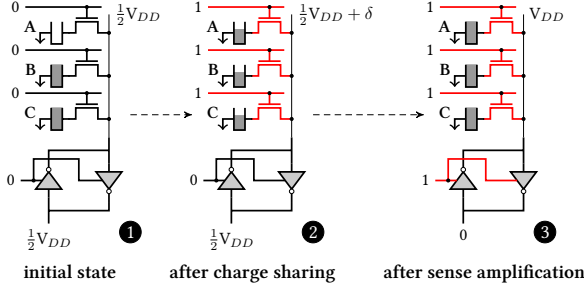 0 ½V_DD 1 ½V_DD + δ 1 V_DD
A A A
0 1 1
B B B
0 1 1
C C C
0 0 1
½V_DD ½V_DD 0
1 2 3
initial state after charge sharing after sense amplification